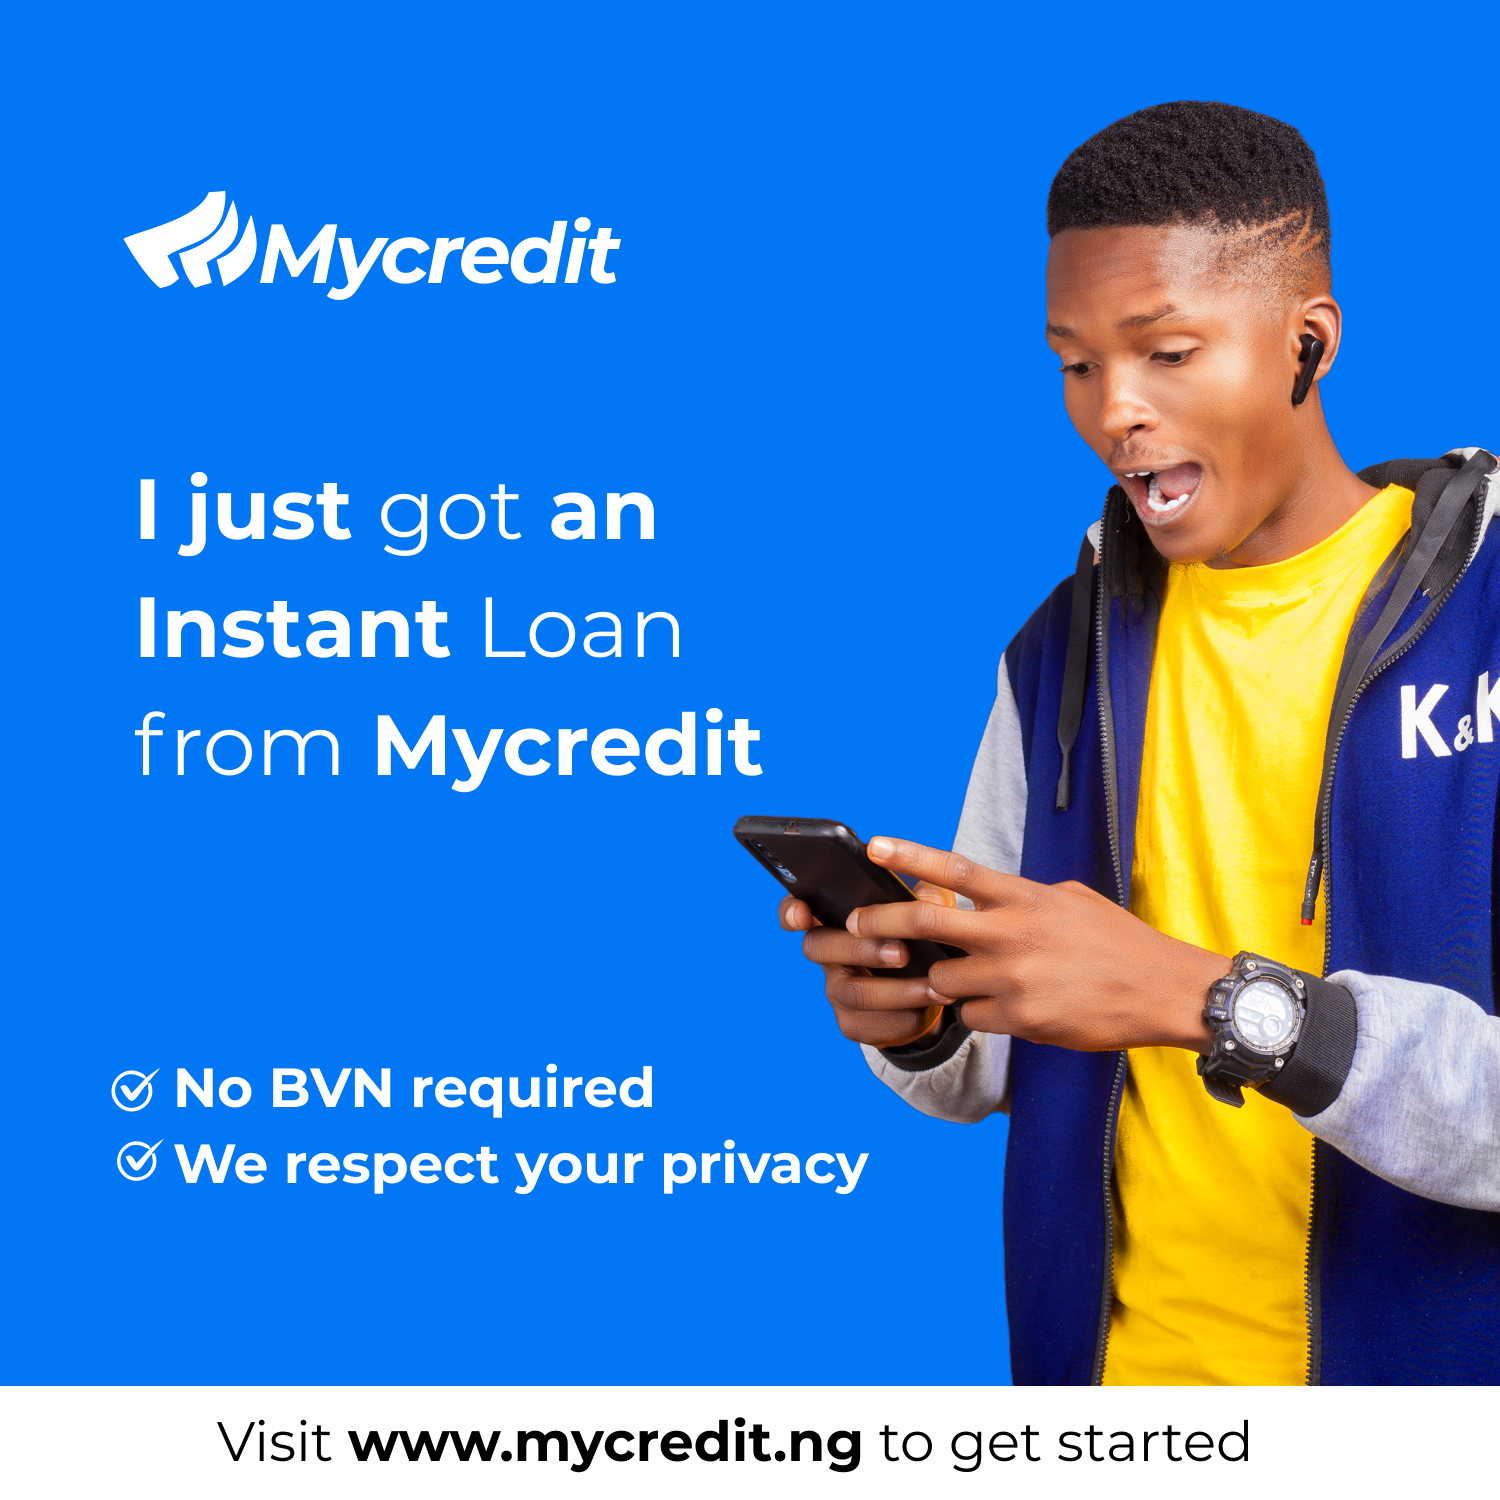 Mycredit
I just got an
Instant Loan
from Mycredit
K&K
No BVN required
We respect your privacy
Visit www.mycredit.ng to get started